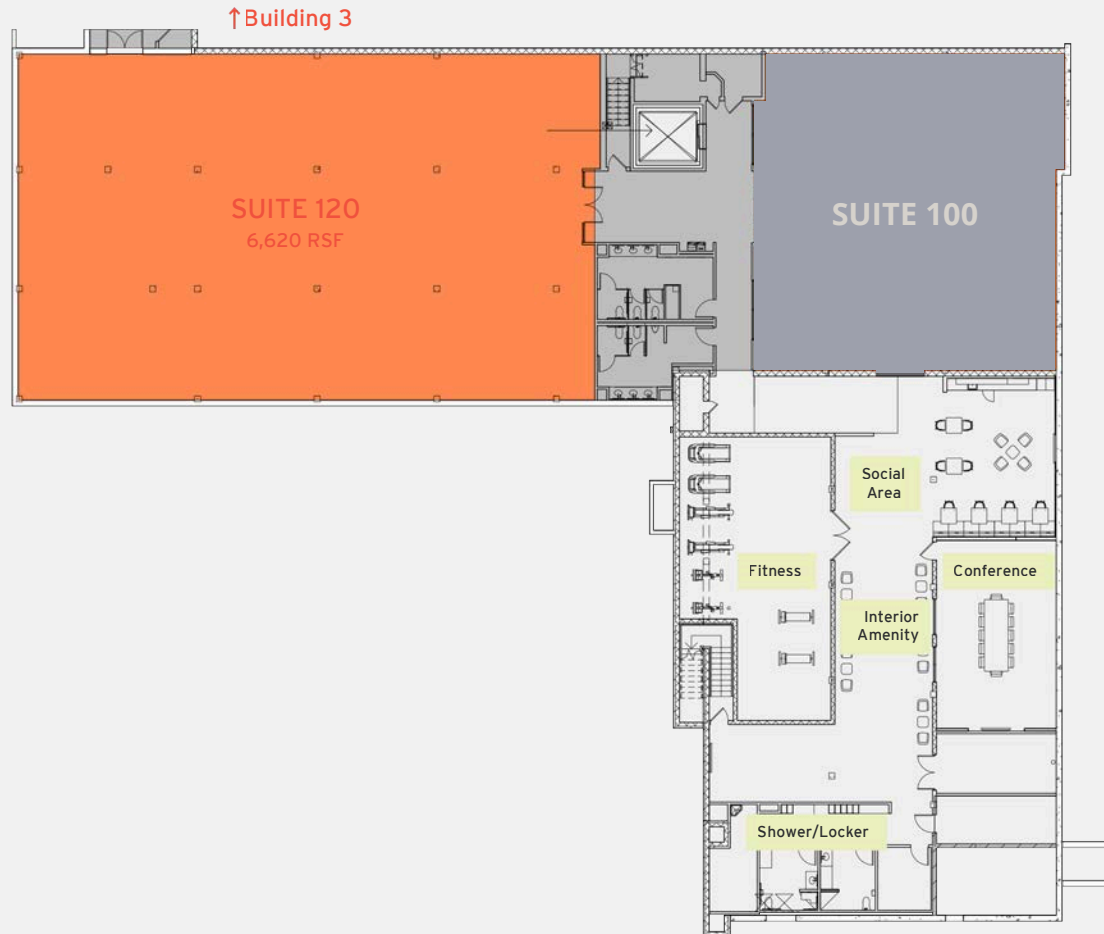 ↑Building 3
SUITE 120
6,620 RSF
SUITE 100
Social
Area
Fitness
Conference
Interior
Amenity
Shower/Locker